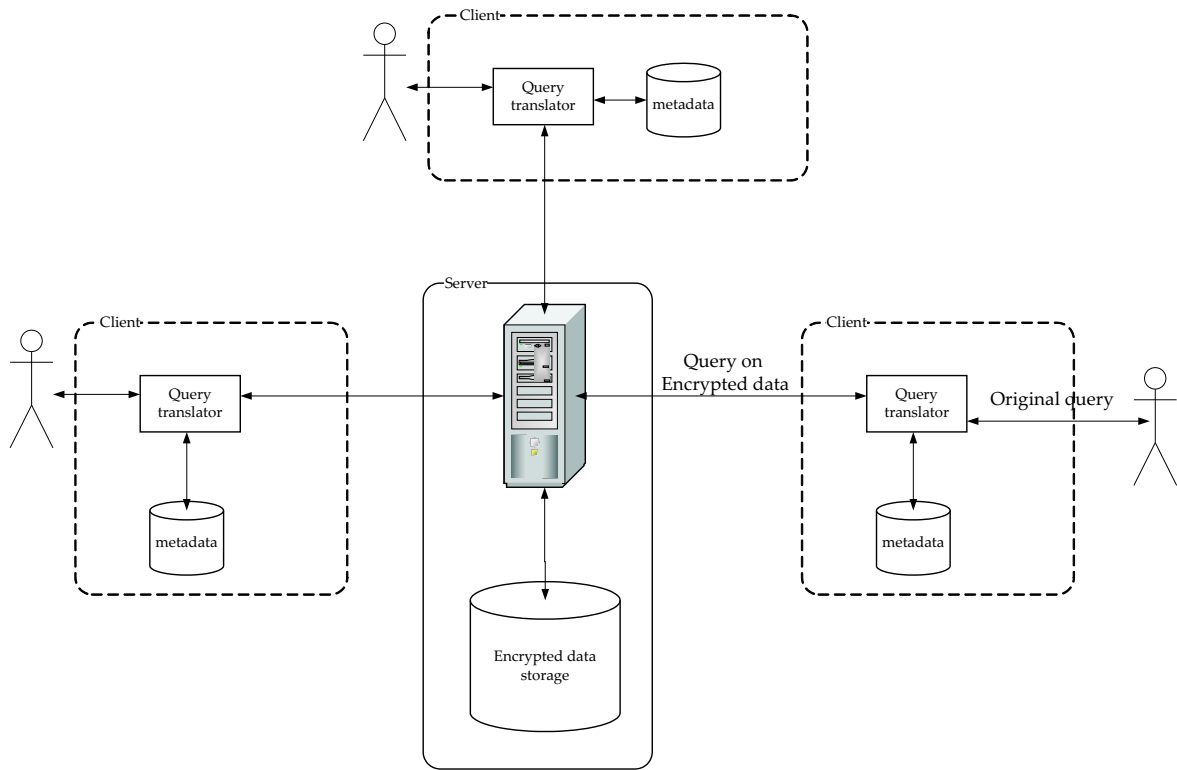 Client
Query
translator
metadata
Server
Client
Query
translator
metadata
Encrypted data
storage
Query on
Encrypted data
Client
Query
translator
Original query
metadata